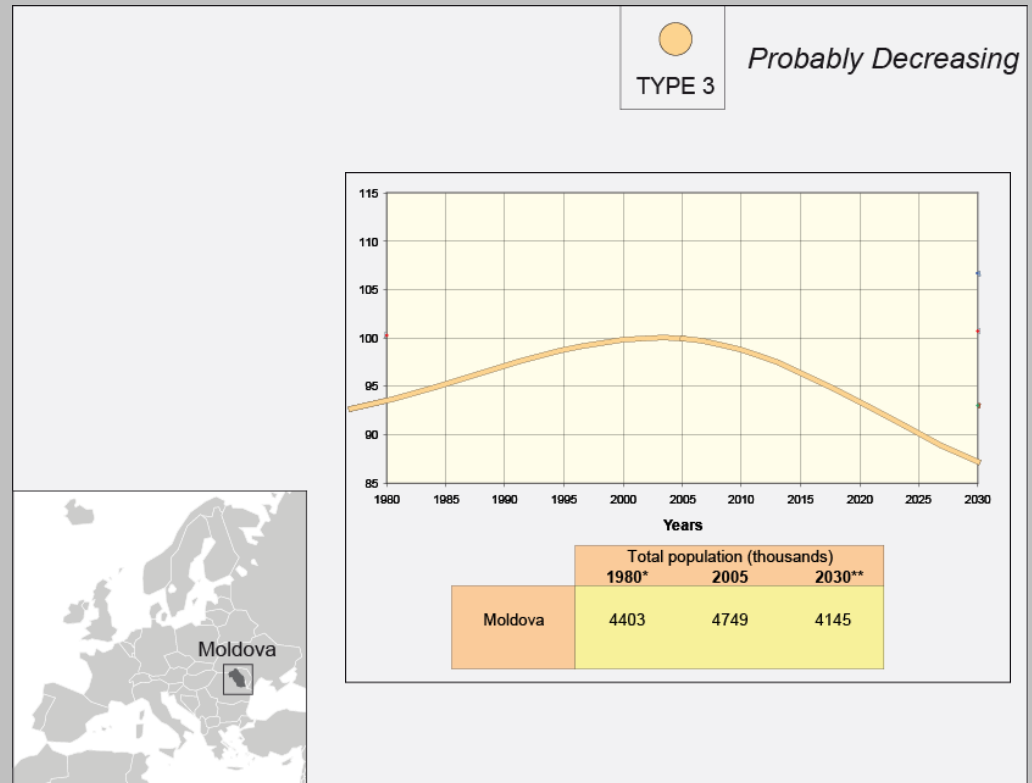 TYPE 3
Probably Decreasing
115
110
105
100
95
90
85
1980 1985 1990 1995 2000 2005 2010 2015 2020 2025 2030
Years
Total population (thousands)
1980* 2005 2030**
Moldova 4403 4749 4145
Moldova